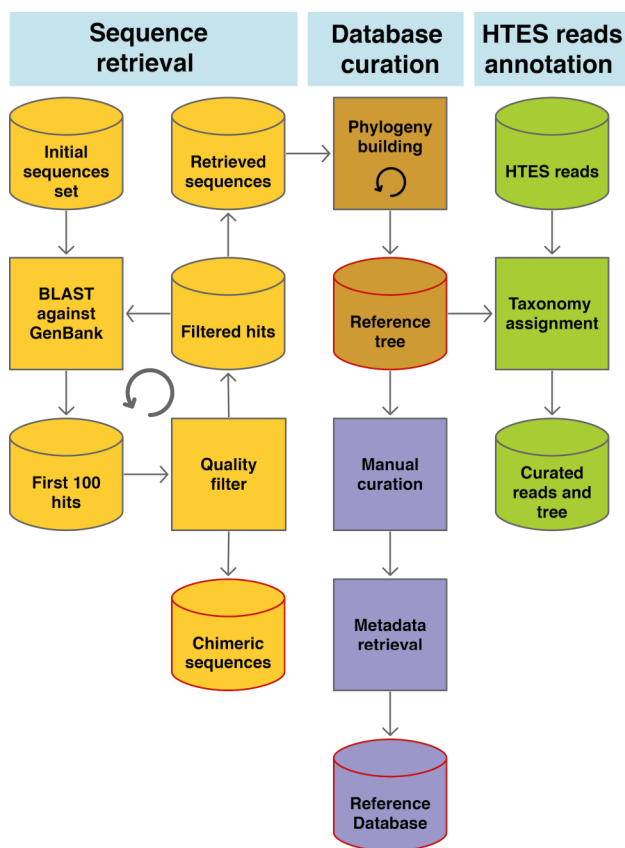 Sequence
retrieval
Database
curation
HTES reads
annotation
Initial
sequences
set
Retrieved
sequences
Phylogeny
building
HTES reads
BLAST
against
GenBank
Filtered hits
Reference
tree
Taxonomy
assignment
First 100
hits
Quality
filter
Manual
curation
Curated
reads and
tree
Chimeric
sequences
Metadata
retrieval
Reference
Database